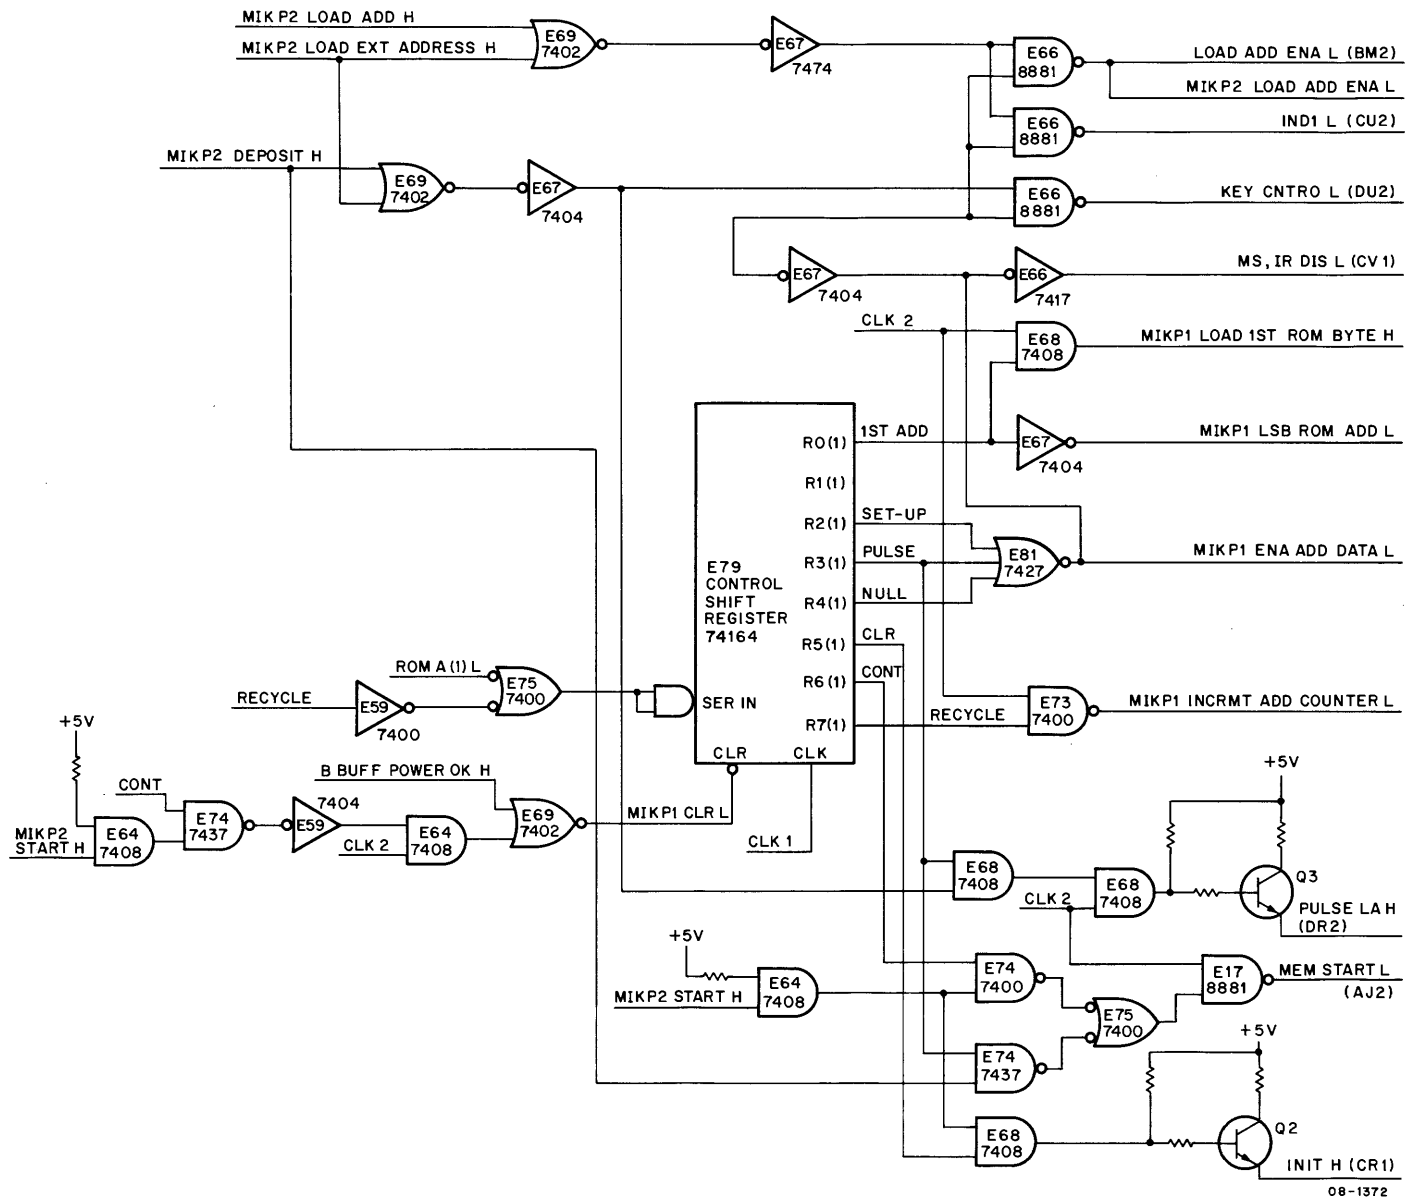 MIKP2 LOAD ADD H
MIKP2 LOAD EXT ADDRESS H
E69
7402
E67
7474
E66
8881
LOAD ADD ENA L (BM2)
MIKP2 LOAD ADD ENA L
E66
8881
IND1 L (CU2)
MIKP2 DEPOSIT H
E69
7402
E67
7404
E66
8881
KEY CNTRO L (DU2)
E67
7404
E66
7417
MS, IR DIS L (CV1)
CLK 2
E68
7408
MIKP1 LOAD 1ST ROM BYTE H
R0(1)
1ST ADD
E67
7404
MIKP1 LSB ROM ADD L
R1(1)
R2(1)
SET-UP
R3(1)
PULSE
E81
7427
MIKP1 ENA ADD DATA L
E79
CONTROL
SHIFT
REGISTER
74164
R4(1)
NULL
R5(1)
CLR
R6(1)
CONT
ROM A(1) L
E75
7400
RECYCLE
E59
7400
SER IN
R7(1)
RECYCLE
E73
7400
MIKP1 INCRMT ADD COUNTER L
CLR
CLK
+5V
CONT
B BUFF POWER OK H
MIKP2
START H
E64
7408
E74
7437
7404
E59
CLK 2
E64
7408
E69
7402
MIKP1 CLR L
CLK 1
+5V
E68
7408
CLK 2
E68
7408
Q3
PULSE LA H
(DR2)
+5V
MIKP2 START H
E64
7408
E74
7400
E75
7400
E17
8881
MEM START L
(AJ2)
E74
7437
+5V
E68
7408
Q2
INIT H (CR1)
08-1372